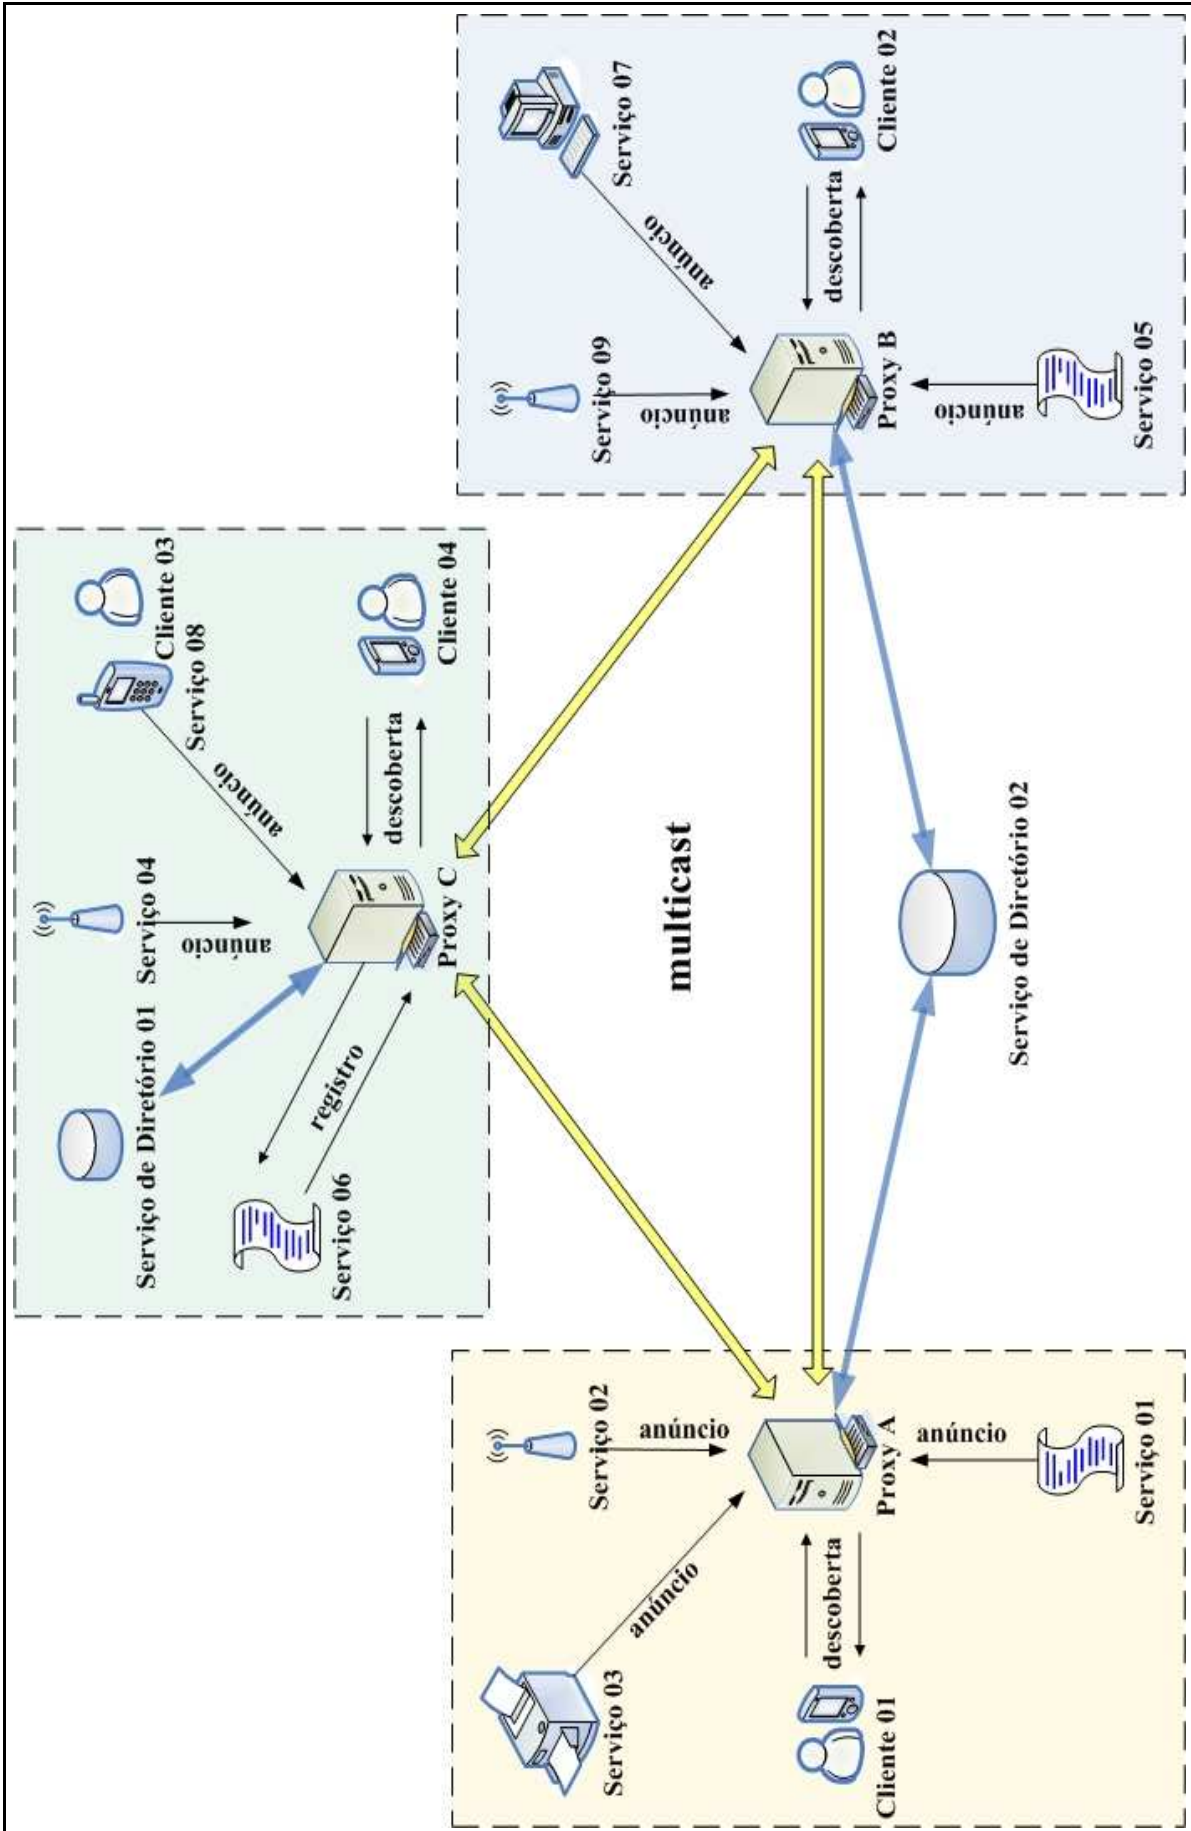 Serviço de Diretório 01
Serviço 04
Cliente 03
Serviço 08
anúncio
anúncio
Serviço 06
registro
descoberta
Proxy C
Cliente 04
Serviço 03
Serviço 02
anúncio
anúncio
Cliente 01
descoberta
Proxy A
anúncio
Serviço 01
multicast
Serviço de Diretório 02
Serviço 09
Serviço 07
anúncio
anúncio
Proxy B
descoberta
Cliente 02
anúncio
Serviço 05